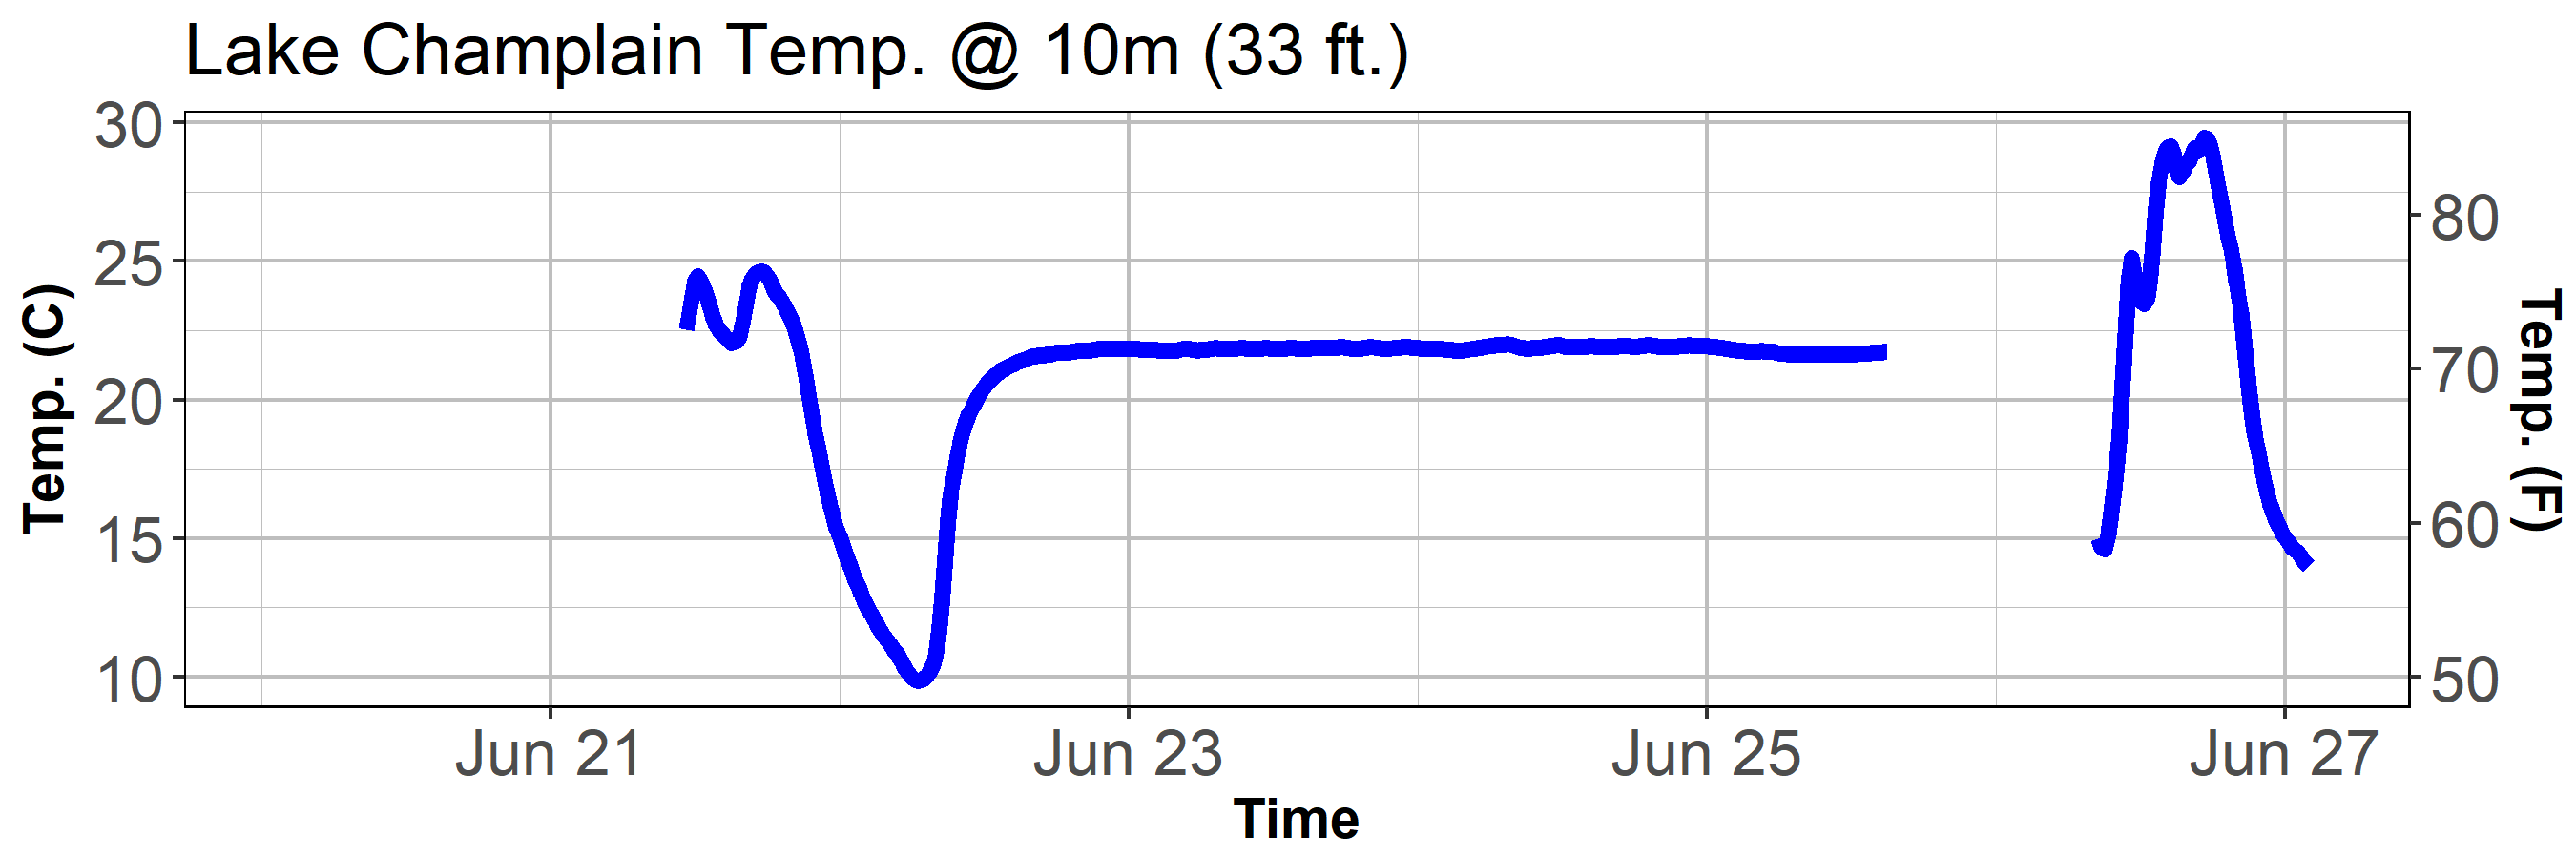 Lake Champlain Temp. @ 10m (33 ft.)
30
25
20
15
10
Temp. (C)
80
70
60
50
Temp. (F)
Jun 21
Jun 23
Jun 25
Jun 27
Time